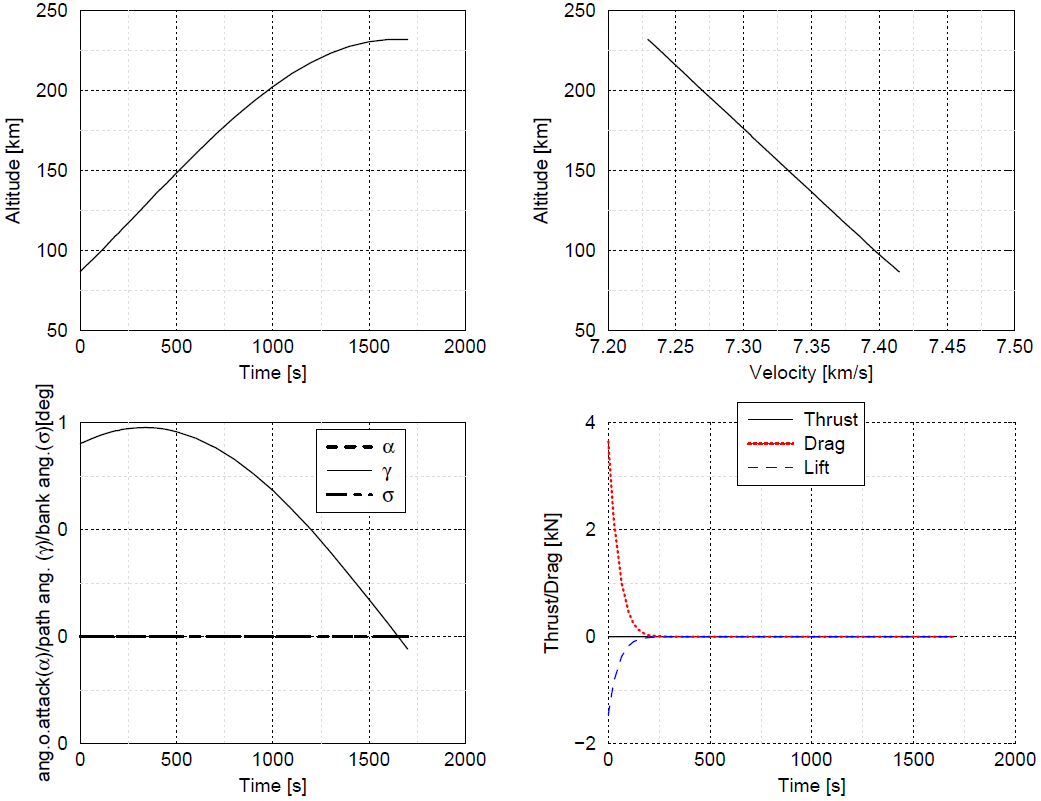 250
200
150
100
50
Altitude [km]
0 500 1000 1500 2000
Time [s]
250
200
150
100
50
Altitude [km]
7.20 7.25 7.30 7.35 7.40 7.45 7.50
Velocity [km/s]
1
0
0
0
ang.o.attack(α)/path ang. (γ)/bank ang.(σ)[deg]
α
γ
σ
0 500 1000 1500 2000
Time [s]
4
2
0
−2
Thrust/Drag [kN]
Thrust
Drag
Lift
0 500 1000 1500 2000
Time [s]